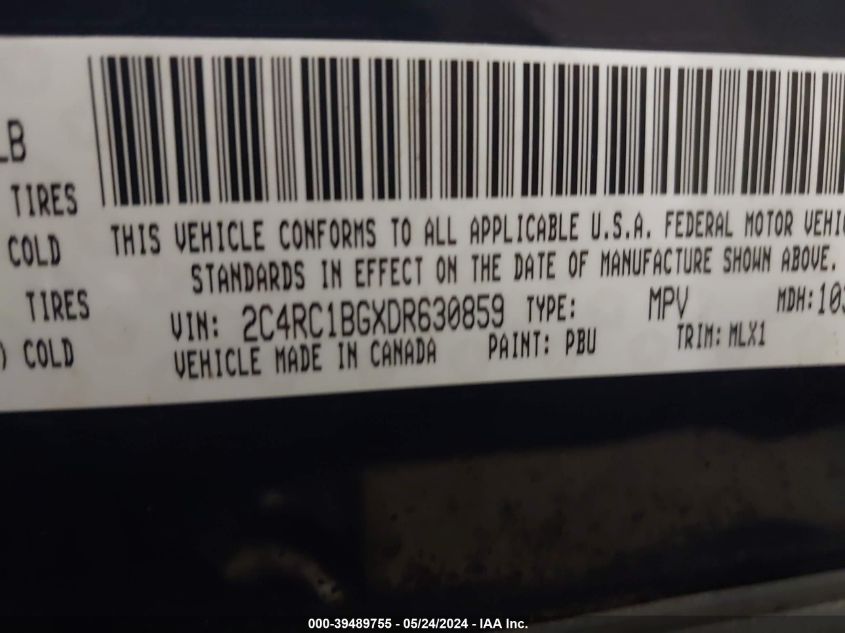 LB
TIRES
COLD
TIRES
) COLD
THIS VEHICLE CONFORMS TO ALL APPLICABLE U.S.A. FEDERAL MOTOR VEHIC
STANDARDS IN EFFECT ON THE DATE OF MANUFACTURE SHOWN ABOVE.
VIN: 2C4RC1BGXDR630859 TYPE: MPV MDH: 103
VEHICLE MADE IN CANADA PAINT: PBU TRIM: MLX1
000-39489755 - 05/24/2024 - IAA Inc.